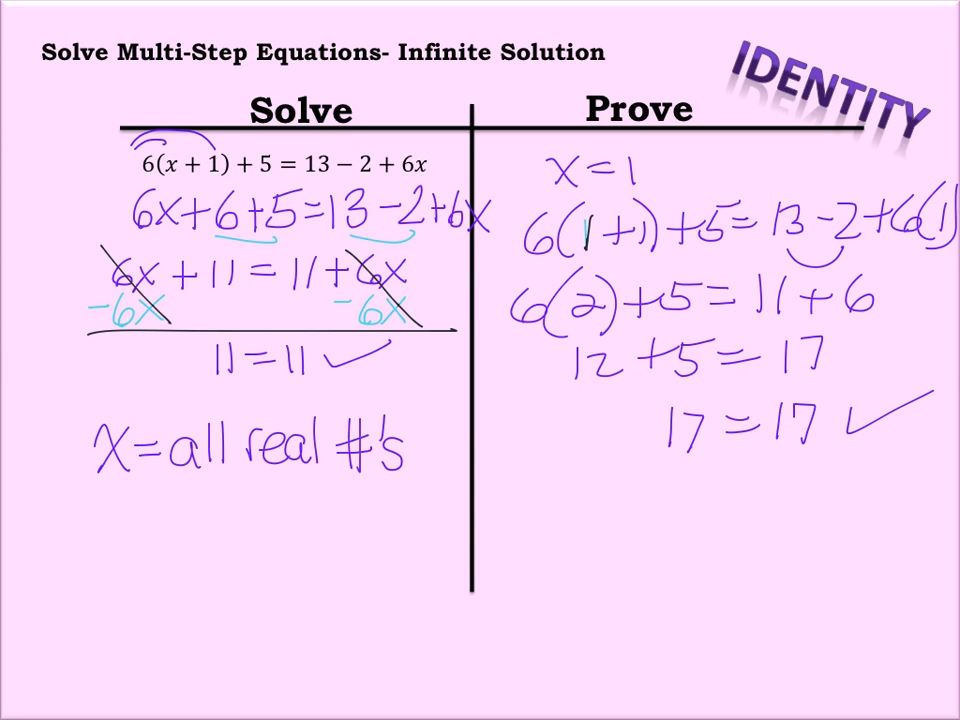 Solve Multi-Step Equations- Infinite Solution
IDENTITY
Solve
Prove
6(x + 1) + 5 = 13 − 2 + 6x
6x+6+5=13-2+6x
6x + 11 = 11+6x
-6x -6x
11=11 ✓
x=all real #'s
x=1
6(1+1)+5=13-2+6(1)
6(2)+5=11+6
12+5=17
17=17 ✓